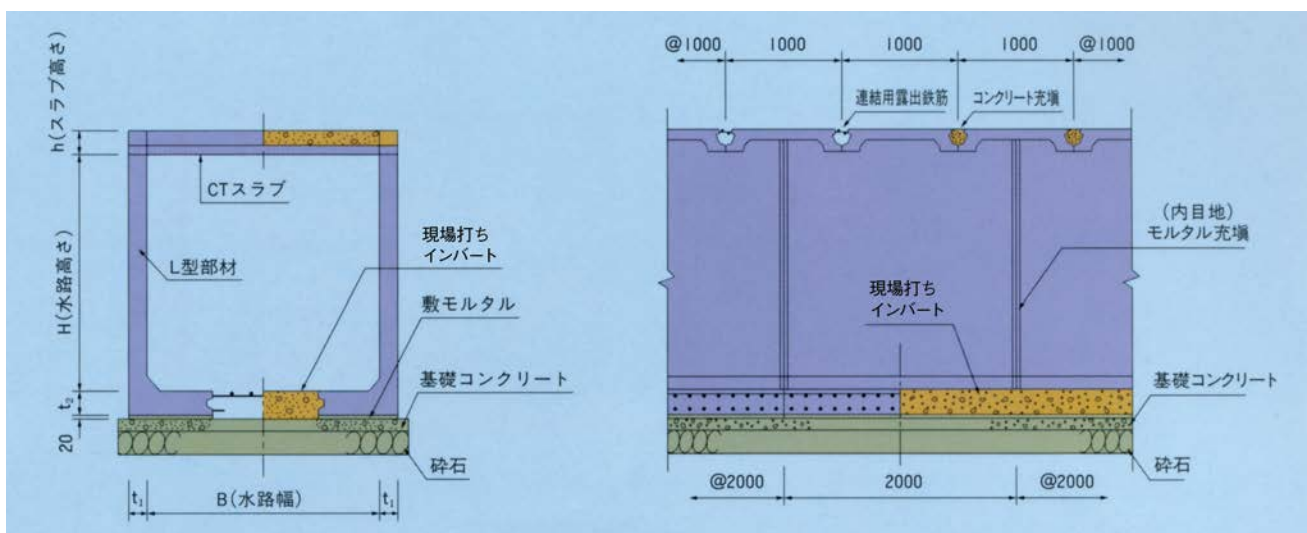 h(スラブ高さ)
CTスラブ
H(水路高さ)
L型部材
現場打ち
インバート
敷モルタル
基礎コンクリート
t₂
20
砕石
t₁
B(水路幅)
t₁
@1000
1000
1000
1000
@1000
連結用露出鉄筋
コンクリート充塡
(内目地)
モルタル充塡
現場打ち
インバート
基礎コンクリート
砕石
@2000
2000
@2000